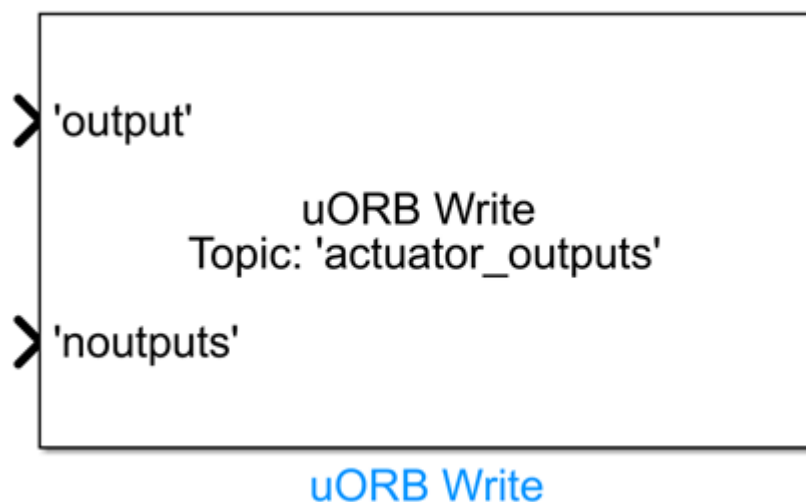 'output'
uORB Write
Topic: 'actuator_outputs'
'noutputs'
uORB Write